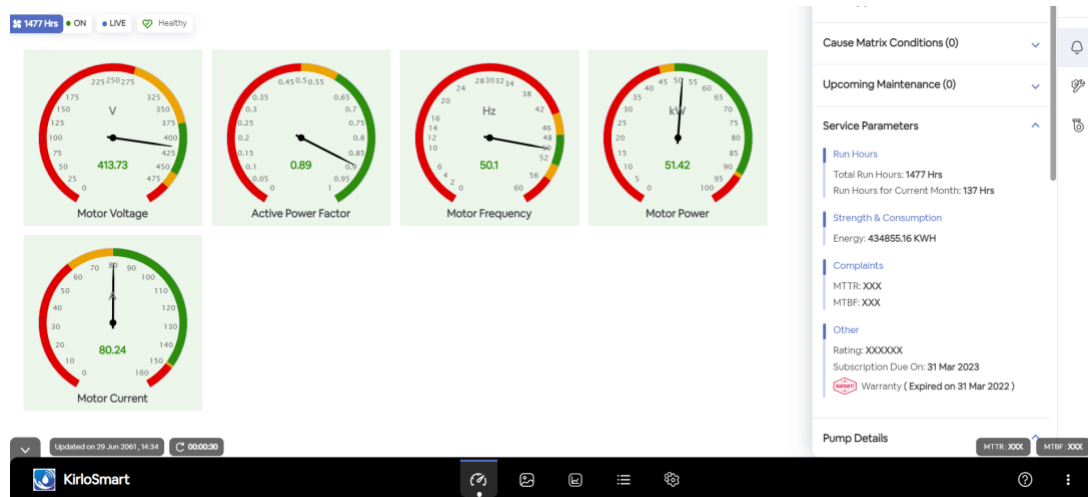 1477 Hrs ON LIVE Healthy
V
0 25 50 75 100 125 150 175 225 250 275 325 350 375 400 425 450 475
413.73
Motor Voltage
0 0.05 0.1 0.15 0.2 0.25 0.3 0.35 0.45 0.5 0.55 0.65 0.7 0.75 0.8 0.85 0.9 0.95 1
0.89
Active Power Factor
Hz
0 2 4 6 10 12 14 16 20 24 28 30 32 34 38 42 46 48 50 52 56 60
50.1
Motor Frequency
kW
0 5 10 15 20 25 30 35 40 45 50 55 60 65 70 75 80 85 90 95 100
51.42
Motor Power
A
0 10 20 30 40 50 60 70 80 90 100 110 120 130 140 150 160
80.24
Motor Current
Cause Matrix Conditions (0)
Upcoming Maintenance (0)
Service Parameters
Run Hours
Total Run Hours: 1477 Hrs
Run Hours for Current Month: 137 Hrs
Strength & Consumption
Energy: 434855.16 KWH
Complaints
MTTR: XXX
MTBF: XXX
Other
Rating: XXXXXX
Subscription Due On: 31 Mar 2023
Warranty ( Expired on 31 Mar 2022 )
Pump Details
Updated on 29 Jun 2061, 14:34 00:00:30
MTTR : XXX MTBF : XXX
KirloSmart